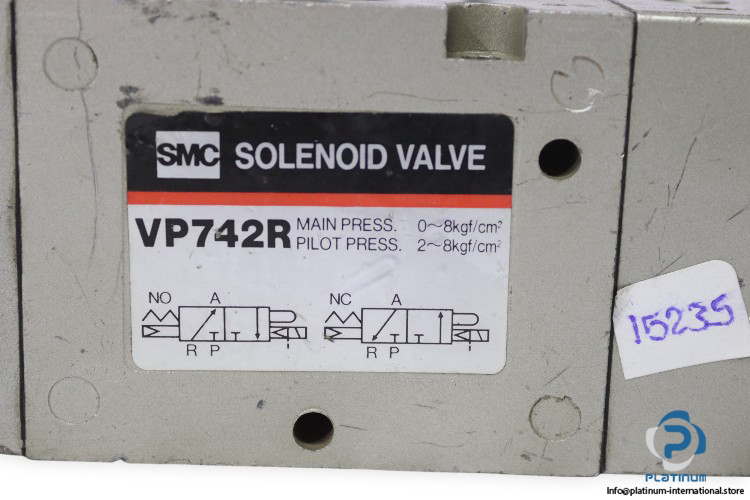 SMC SOLENOID VALVE
VP742R
MAIN PRESS. 0～8kgf/cm²
PILOT PRESS. 2～8kgf/cm²
NO A
R P
NC A
R P
15235
PLATINUM
Info@platinum-international.store